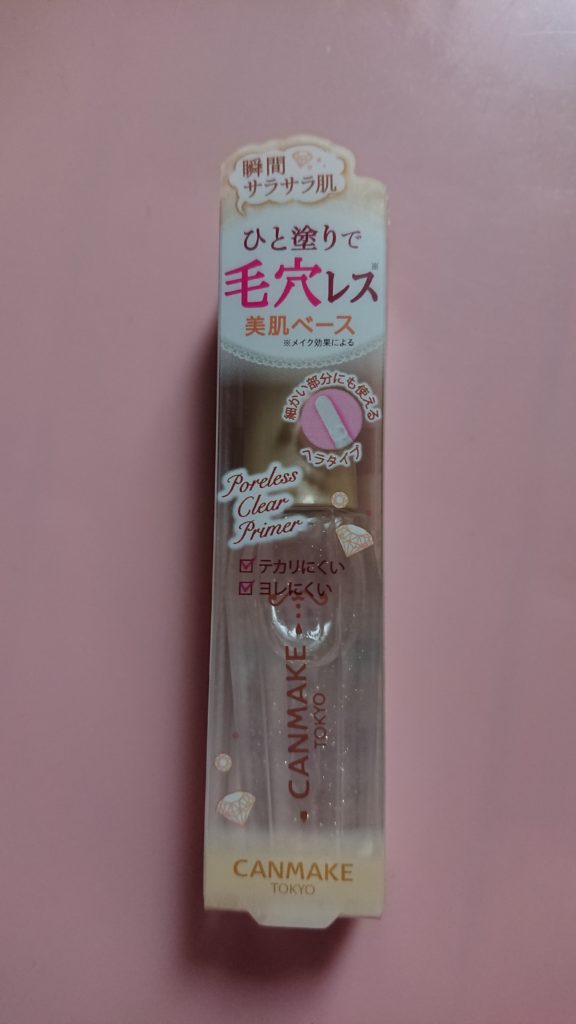 瞬間
サラサラ肌
ひと塗りで
毛穴レス※
美肌ベース
※メイク効果による
細かい部分にも使える
ヘラタイプ
Poreless
Clear
Primer
テカリにくい
ヨレにくい
CANMAKE
TOKYO
CANMAKE
TOKYO